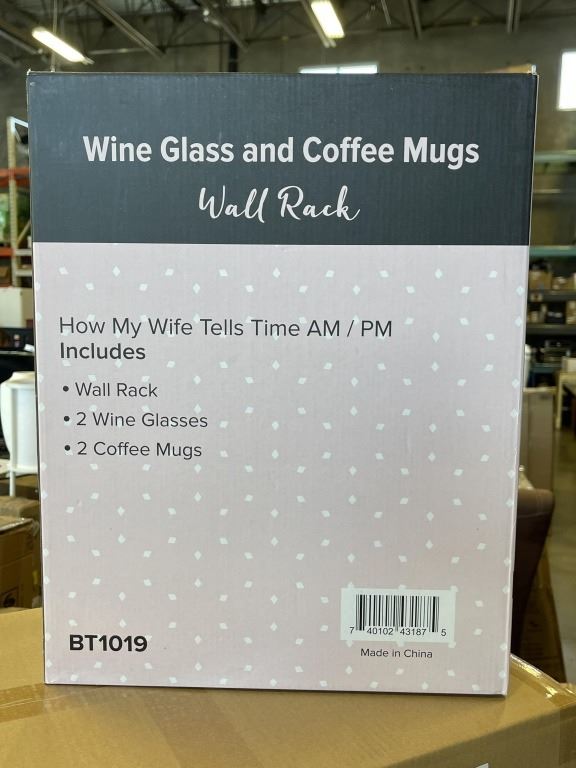 Wine Glass and Coffee Mugs
Wall Rack
How My Wife Tells Time AM / PM
Includes
• Wall Rack
• 2 Wine Glasses
• 2 Coffee Mugs
7 40102 43187 5
BT1019
Made in China